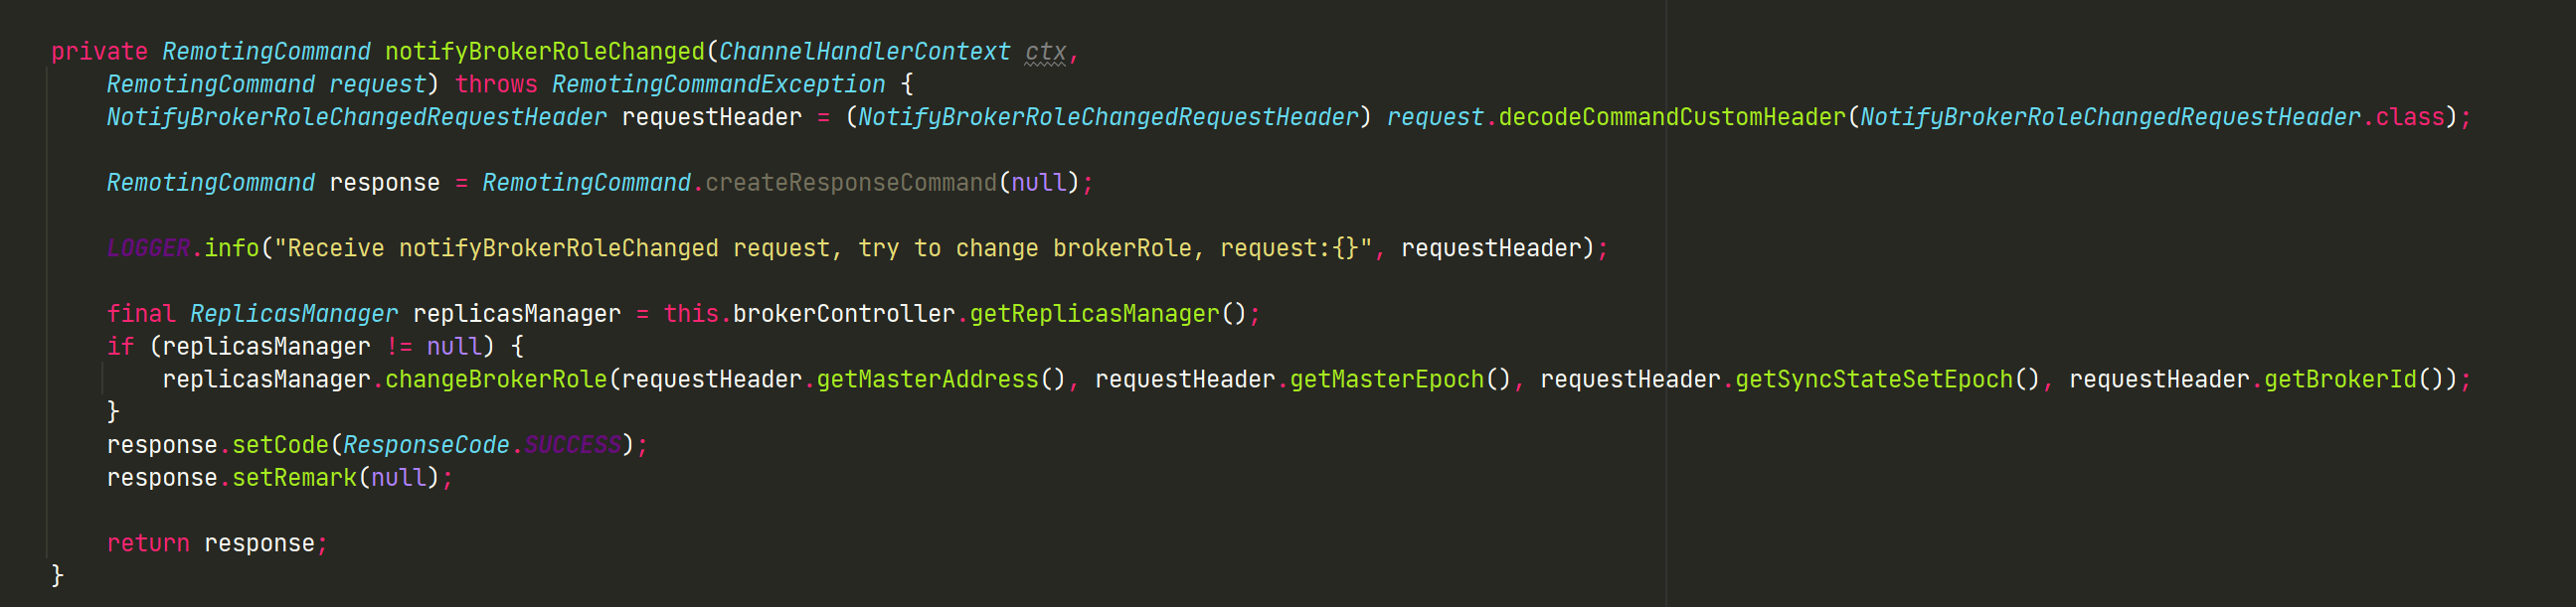 private RemotingCommand notifyBrokerRoleChanged(ChannelHandlerContext ctx,
    RemotingCommand request) throws RemotingCommandException {
    NotifyBrokerRoleChangedRequestHeader requestHeader = (NotifyBrokerRoleChangedRequestHeader) request.decodeCommandCustomHeader(NotifyBrokerRoleChangedRequestHeader.class);

    RemotingCommand response = RemotingCommand.createResponseCommand(null);

    LOGGER.info("Receive notifyBrokerRoleChanged request, try to change brokerRole, request:{}", requestHeader);

    final ReplicasManager replicasManager = this.brokerController.getReplicasManager();
    if (replicasManager != null) {
        replicasManager.changeBrokerRole(requestHeader.getMasterAddress(), requestHeader.getMasterEpoch(), requestHeader.getSyncStateSetEpoch(), requestHeader.getBrokerId());
    }
    response.setCode(ResponseCode.SUCCESS);
    response.setRemark(null);

    return response;
}